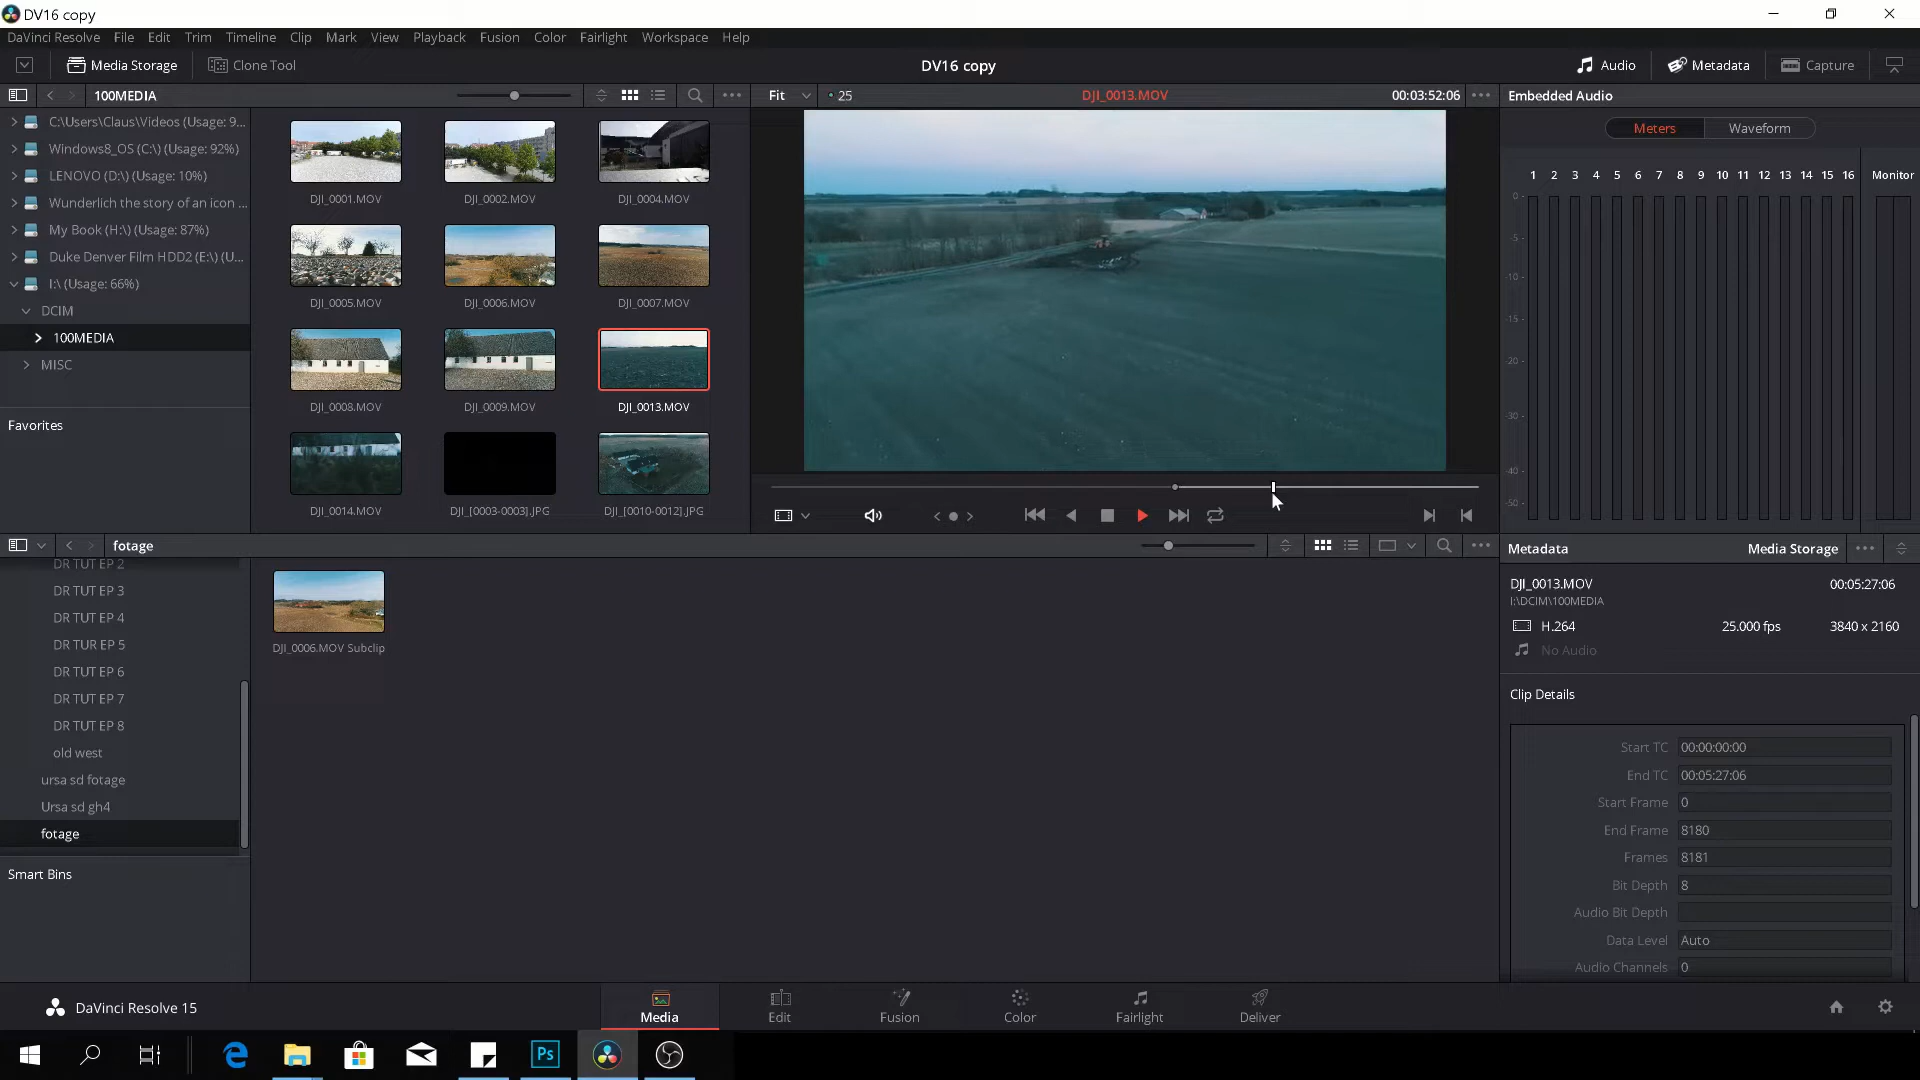 DV16 copy
DaVinci Resolve File Edit Trim Timeline Clip Mark View Playback Fusion Color Fairlight Workspace Help
Media Storage Clone Tool DV16 copy Audio Metadata Capture
100MEDIA Fit 25 DJI_0013.MOV 00:03:52:06 Embedded Audio
C:\Users\Claus\Videos (Usage: 9...
Windows8_OS (C:\) (Usage: 92%)
LENOVO (D:\) (Usage: 10%)
Wunderlich the story of an icon ...
My Book (H:\) (Usage: 87%)
Duke Denver Film HDD2 (E:\) (U...
I:\ (Usage: 66%)
DCIM
100MEDIA
MISC
Favorites
DJI_0001.MOV DJI_0002.MOV DJI_0004.MOV
DJI_0005.MOV DJI_0006.MOV DJI_0007.MOV
DJI_0008.MOV DJI_0009.MOV DJI_0013.MOV
DJI_0014.MOV DJI_[0003-0003].JPG DJI_[0010-0012].JPG
Meters Waveform
1 2 3 4 5 6 7 8 9 10 11 12 13 14 15 16 Monitor
0
-5
-10
-15
-20
-30
-40
-50
fotage
DR TUT EP 2
DR TUT EP 3
DR TUT EP 4
DR TUR EP 5
DR TUT EP 6
DR TUT EP 7
DR TUT EP 8
old west
ursa sd fotage
Ursa sd gh4
fotage
Smart Bins
DJI_0006.MOV Subclip
Metadata Media Storage
DJI_0013.MOV 00:05:27:06
I:\DCIM\100MEDIA
H.264 25.000 fps 3840 x 2160
No Audio
Clip Details
Start TC 00:00:00:00
End TC 00:05:27:06
Start Frame 0
End Frame 8180
Frames 8181
Bit Depth 8
Audio Bit Depth
Data Level Auto
Audio Channels 0
DaVinci Resolve 15 Media Edit Fusion Color Fairlight Deliver
Ps